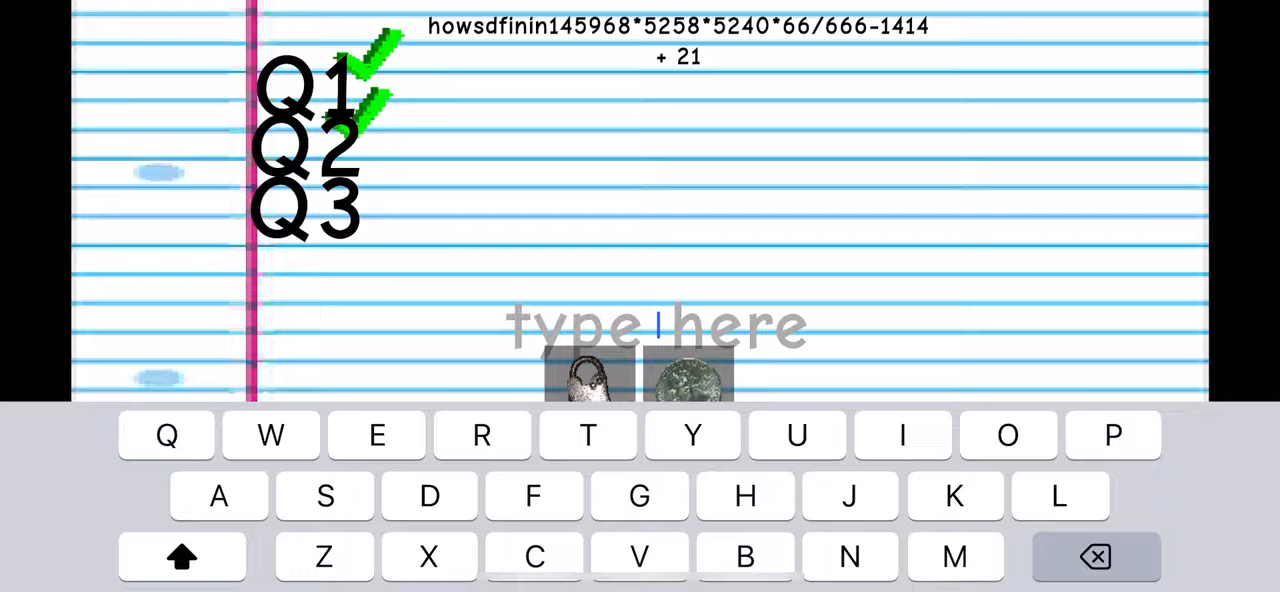 howsdfinin145968*5258*5240*66/666-1414
+ 21
Q1
Q2
Q3
type here
Q W E R T Y U I O P
A S D F G H J K L
Z X C V B N M